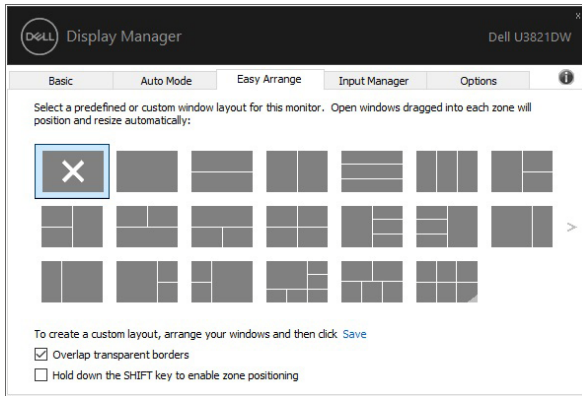 DELL Display Manager
Dell U3821DW
x
Basic Auto Mode Easy Arrange Input Manager Options
Select a predefined or custom window layout for this monitor. Open windows dragged into each zone will
position and resize automatically:
To create a custom layout, arrange your windows and then click Save
Overlap transparent borders
Hold down the SHIFT key to enable zone positioning